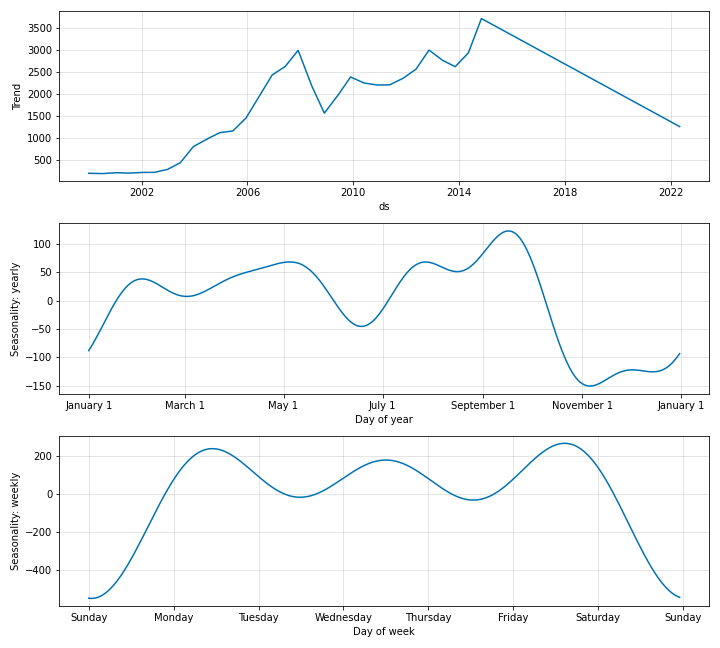 3500
3000
2500
2000
1500
1000
500
Trend
2002 2006 2010 2014 2018 2022
ds
100
50
0
−50
−100
−150
Seasonality: yearly
January 1 March 1 May 1 July 1 September 1 November 1 January 1
Day of year
200
0
−200
−400
Seasonality: weekly
Sunday Monday Tuesday Wednesday Thursday Friday Saturday Sunday
Day of week